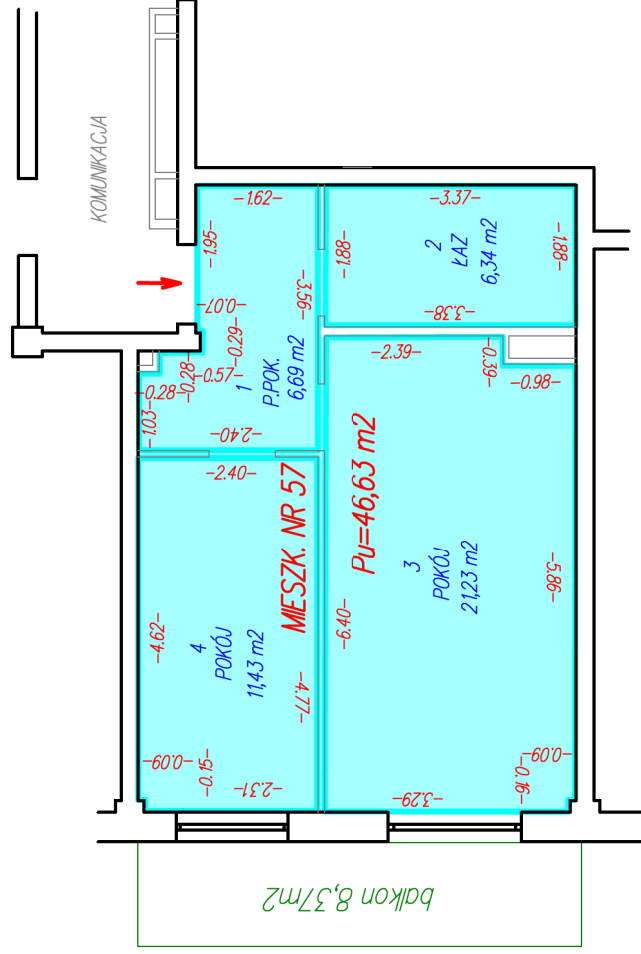 KOMUNIKACJA
-1.62-
-3.37-
-1.95-
-1.88-
2
ŁAZ
6,34 m2
-1.88-
-0.07-
-3.56-
-3.38-
-0.29-
-2.39-
-0.39-
-0.98-
-0.28-
-0.57-
-0.28-
1
P.POK.
6,69 m2
-1.03-
-2.40-
-2.40-
MIESZK. NR 57
Pu=46,63 m2
3
POKÓJ
21,23 m2
-5.86-
-4.62-
-6.40-
4
POKÓJ
11,43 m2
-4.77-
-0.09-
-0.15-
-2.31-
-3.29-
-0.16-
-0.09-
balkon 8,37m2